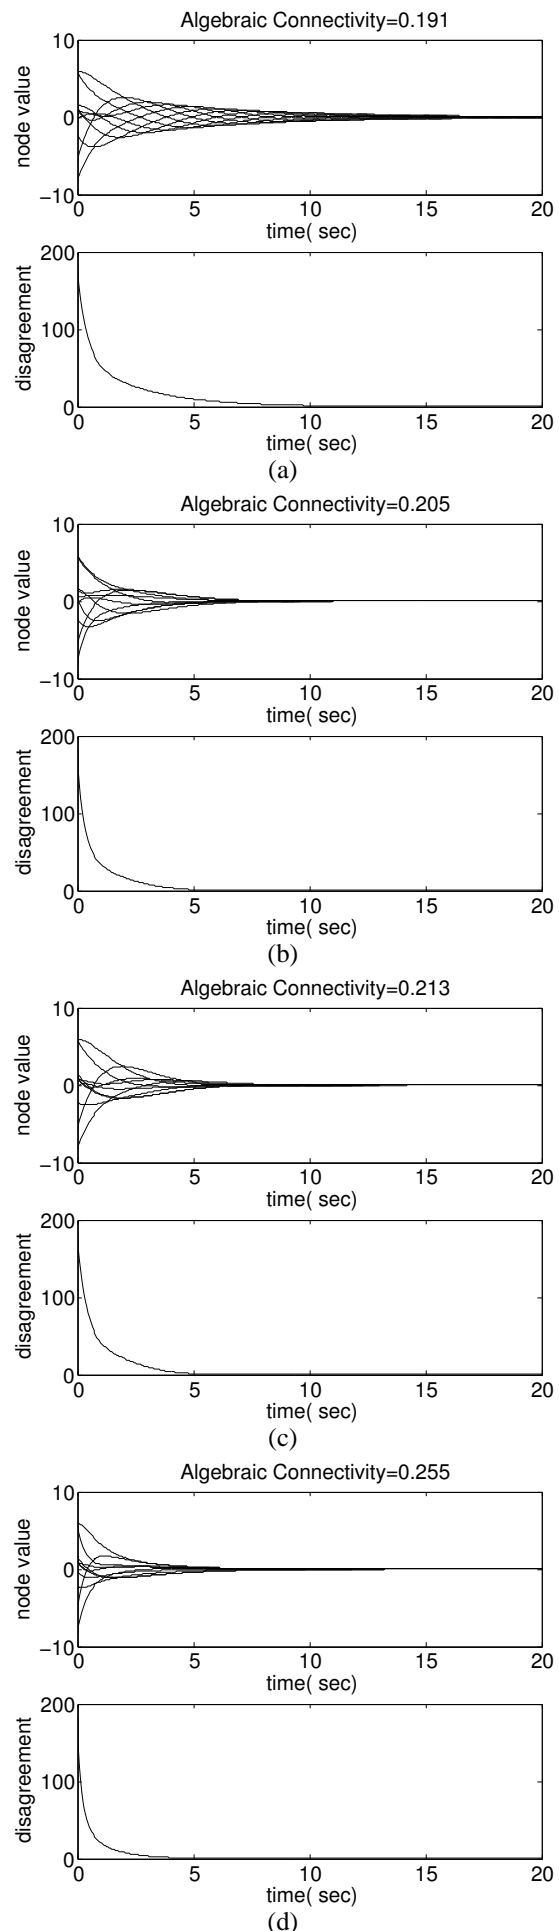 Algebraic Connectivity=0.191
10
0
−10
node value
0 5 10 15 20
time( sec)
200
100
0
disagreement
0 5 10 15 20
time( sec)
(a)
Algebraic Connectivity=0.205
10
0
−10
node value
0 5 10 15 20
time( sec)
200
100
0
disagreement
0 5 10 15 20
time( sec)
(b)
Algebraic Connectivity=0.213
10
0
−10
node value
0 5 10 15 20
time( sec)
200
100
0
disagreement
0 5 10 15 20
time( sec)
(c)
Algebraic Connectivity=0.255
10
0
−10
node value
0 5 10 15 20
time( sec)
200
100
0
disagreement
0 5 10 15 20
time( sec)
(d)